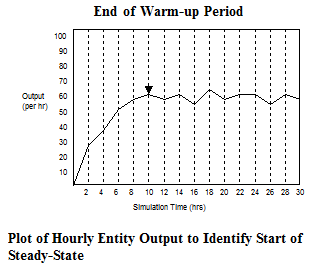 End of Warm-up Period
100
90
80
70
60
50
40
30
20
10
Output
(per hr)
2 4 6 8 10 12 14 16 18 20 22 24 26 28 30
Simulation Time (hrs)
Plot of Hourly Entity Output to Identify Start of
Steady-State